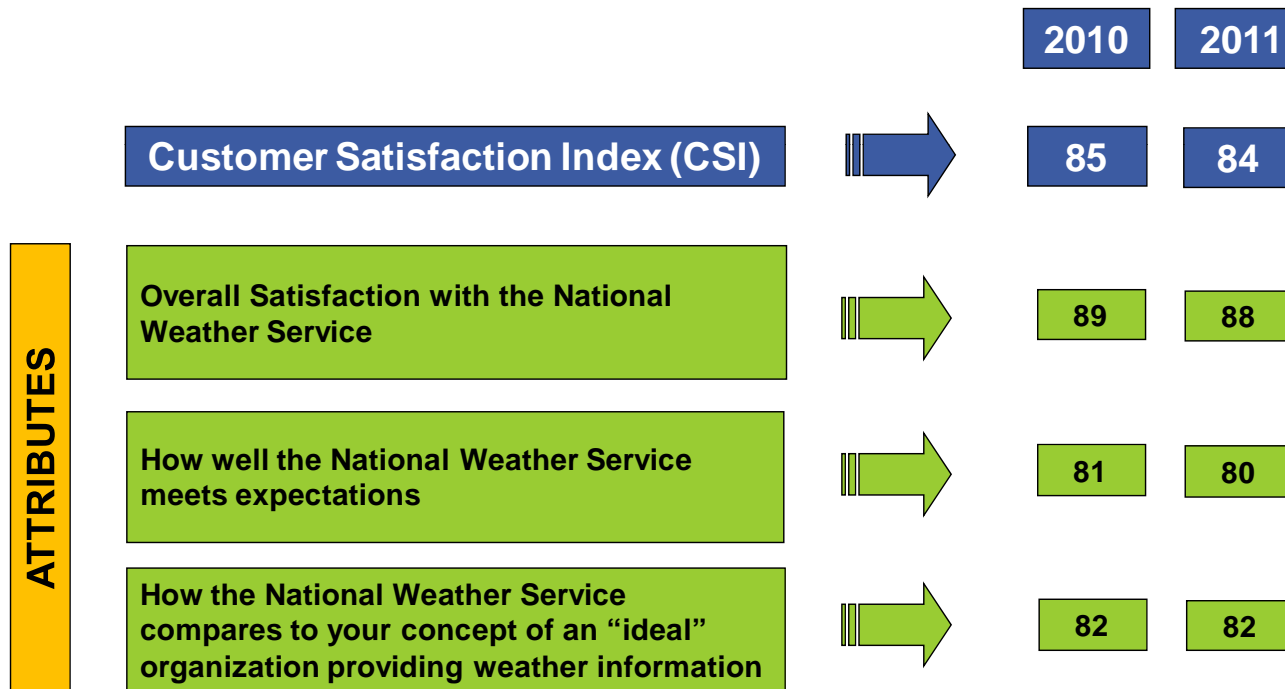 2010 2011
Customer Satisfaction Index (CSI) 85 84
ATTRIBUTES
Overall Satisfaction with the National
Weather Service
89 88
How well the National Weather Service
meets expectations
81 80
How the National Weather Service
compares to your concept of an “ideal”
organization providing weather information
82 82